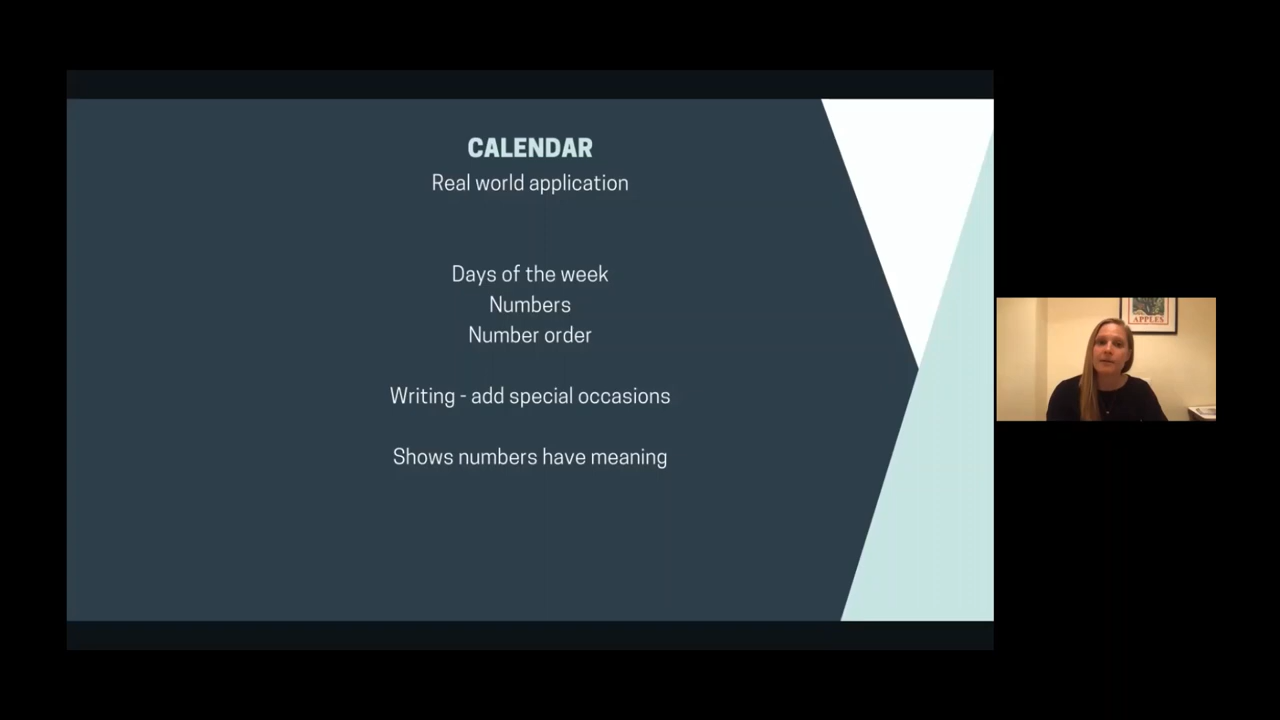 CALENDAR
Real world application
Days of the week
Numbers
Number order
Writing - add special occasions
Shows numbers have meaning
APPLES